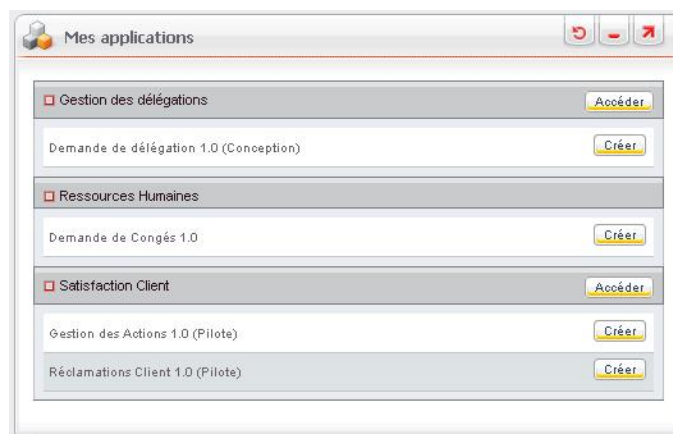 Mes applications
Gestion des délégations Accéder
Demande de délégation 1.0 (Conception) Créer
Ressources Humaines
Demande de Congés 1.0 Créer
Satisfaction Client Accéder
Gestion des Actions 1.0 (Pilote) Créer
Réclamations Client 1.0 (Pilote) Créer